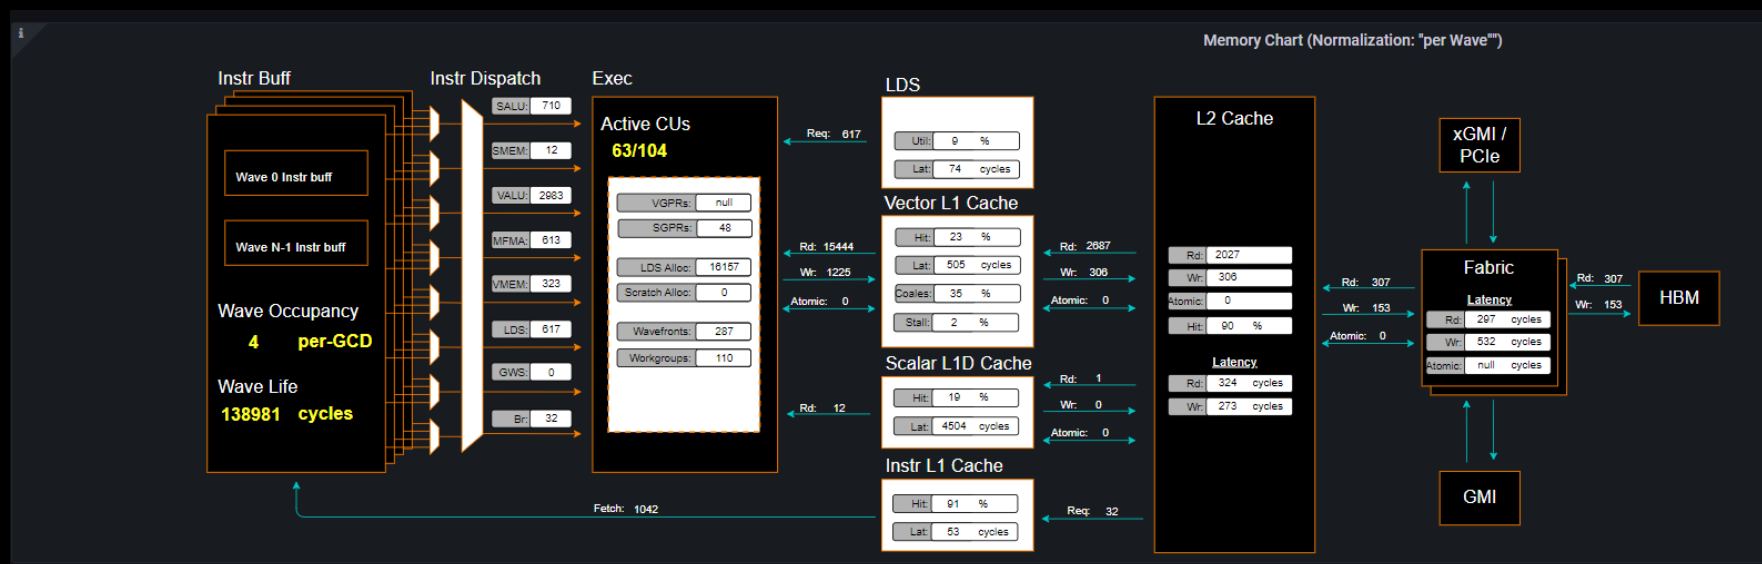 i
Memory Chart (Normalization: "per Wave"")
Instr Buff
Wave 0 Instr buff
Wave N-1 Instr buff
Wave Occupancy
4 per-GCD
Wave Life
138981 cycles
Instr Dispatch
SALU: 710
SMEM: 12
VALU: 2983
MFMA: 613
VMEM: 323
LDS: 617
GWS: 0
Br: 32
Exec
Active CUs
63/104
VGPRs: null
SGPRs: 48
LDS Alloc: 16157
Scratch Alloc: 0
Wavefronts: 287
Workgroups: 110
Req: 617
Rd: 15444
Wr: 1225
Atomic: 0
Rd: 12
Fetch: 1042
LDS
Util: 9 %
Lat: 74 cycles
Vector L1 Cache
Hit: 23 %
Lat: 505 cycles
Coales: 35 %
Stall: 2 %
Scalar L1D Cache
Hit: 19 %
Lat: 4504 cycles
Instr L1 Cache
Hit: 91 %
Lat: 53 cycles
Rd: 2687
Wr: 306
Atomic: 0
Rd: 1
Wr: 0
Atomic: 0
Req: 32
L2 Cache
Rd: 2027
Wr: 306
Atomic: 0
Hit: 90 %
Latency
Rd: 324 cycles
Wr: 273 cycles
Rd: 307
Wr: 153
Atomic: 0
xGMI /
PCIe
Fabric
Latency
Rd: 297 cycles
Wr: 532 cycles
Atomic: null cycles
GMI
Rd: 307
Wr: 153
HBM